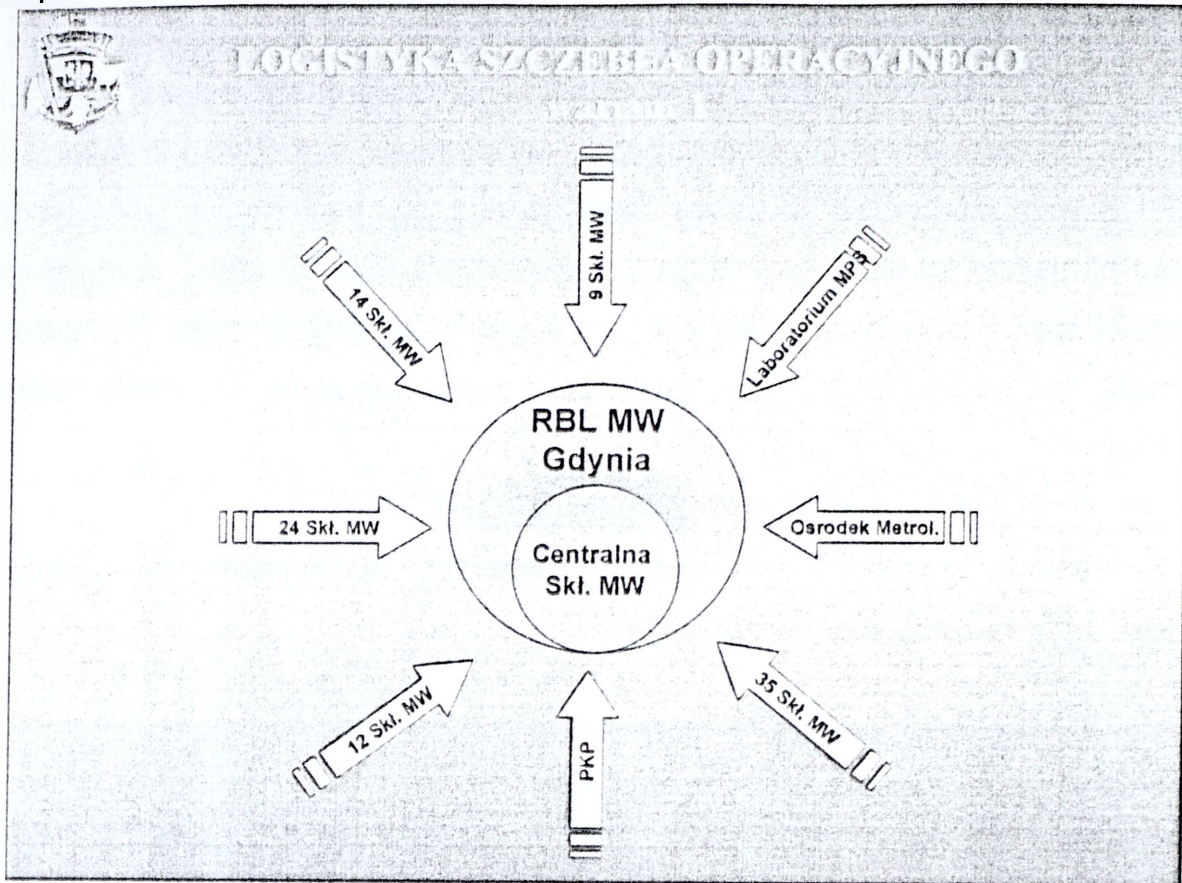 LOGISTYKA SZCZEBLA OPERACYJNEGO
9 Skł. MW
14 Skł. MW
Laboratorium MPS
RBL MW
Gdynia
24 Skł. MW
Ośrodek Metrol.
Centralna
Skł. MW
12 Skł. MW
35 Skł. MW
PKP